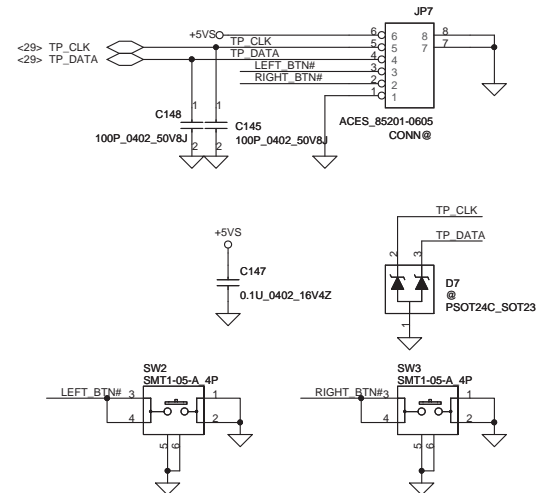 JP7
+5VS 6 6 8 8
<29> TP_CLK TP_CLK 5 5 7 7
<29> TP_DATA TP_DATA 4 4
LEFT_BTN# 3 3
RIGHT_BTN# 2 2
1 1
1 1
C148 C145
100P_0402_50V8J 100P_0402_50V8J
2 2
ACES_85201-0605
CONN@
+5VS
C147
0.1U_0402_16V4Z
TP_CLK
TP_DATA
2 3
D7
@
PSOT24C_SOT23
1
SW2
SMT1-05-A_4P
LEFT_BTN# 3 1
4 2
5 6
SW3
SMT1-05-A_4P
RIGHT_BTN# 3 1
4 2
5 6